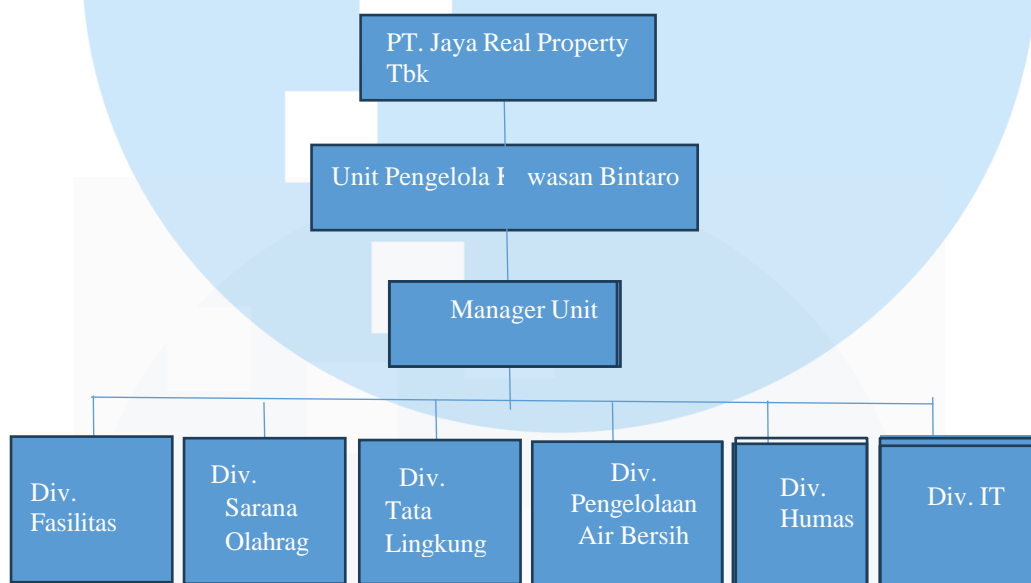 PT. Jaya Real Property
Tbk
Unit Pengelola wasan Bintaro
Manager Unit
Div.
Fasilitas
Div.
Sarana
Olahrag
Div.
Tata
Lingkung
Div.
Pengelolaan
Air Bersih
Div.
Humas
Div. IT